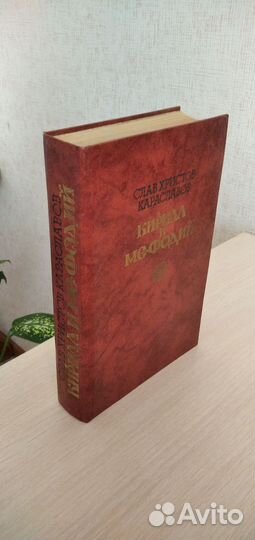 СЛАВ ХРИСТОВ
КАРАСЛАВОВ
КИРИЛЛ
И
МЕФОДИЙ
СЛАВ ХРИСТОВ КАРАСЛАВОВ
КИРИЛЛ И МЕФОДИЙ
Avito